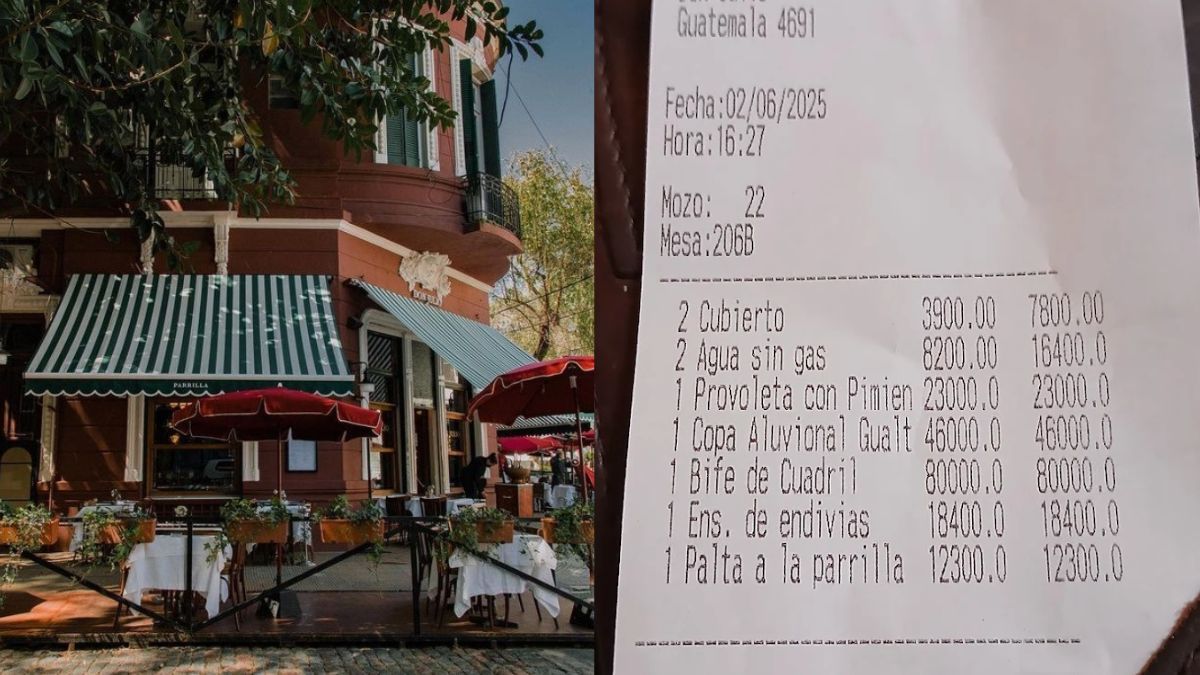 DON JULIO
PARRILLA
Guatemala 4691
Fecha:02/06/2025
Hora:16:27
Mozo: 22
Mesa:206B
2 Cubierto 3900.00 7800.00
2 Agua sin gas 8200.00 16400.0
1 Provoleta con Pimien 23000.0 23000.0
1 Copa Aluvional Gualt 46000.0 46000.0
1 Bife de Cuadril 80000.0 80000.0
1 Ens. de endivias 18400.0 18400.0
1 Palta a la parrilla 12300.0 12300.0